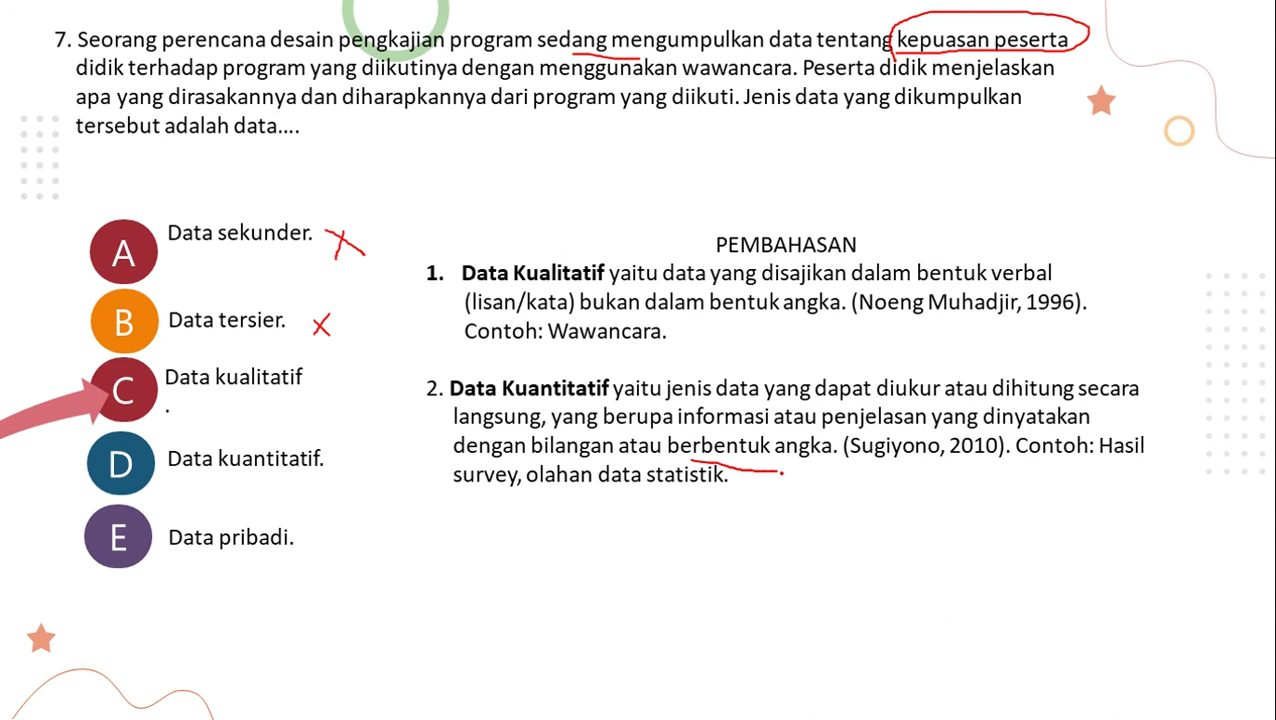 7. Seorang perencana desain pengkajian program sedang mengumpulkan data tentang kepuasan peserta
didik terhadap program yang diikutinya dengan menggunakan wawancara. Peserta didik menjelaskan
apa yang dirasakannya dan diharapkannya dari program yang diikuti. Jenis data yang dikumpulkan
tersebut adalah data....
A Data sekunder.
B Data tersier.
C Data kualitatif
.
D Data kuantitatif.
E Data pribadi.
PEMBAHASAN
1. Data Kualitatif yaitu data yang disajikan dalam bentuk verbal
(lisan/kata) bukan dalam bentuk angka. (Noeng Muhadjir, 1996).
Contoh: Wawancara.
2. Data Kuantitatif yaitu jenis data yang dapat diukur atau dihitung secara
langsung, yang berupa informasi atau penjelasan yang dinyatakan
dengan bilangan atau berbentuk angka. (Sugiyono, 2010). Contoh: Hasil
survey, olahan data statistik.